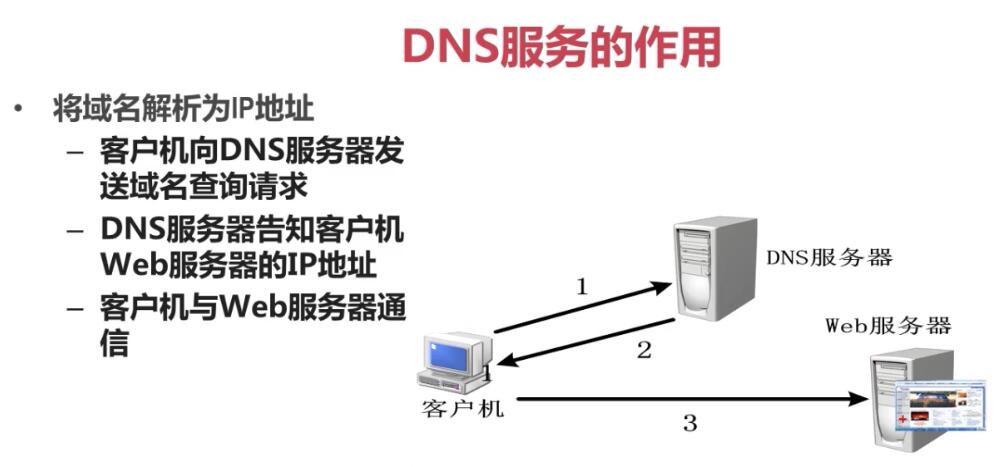 DNS服务的作用
• 将域名解析为IP地址
– 客户机向DNS服务器发
送域名查询请求
– DNS服务器告知客户机
Web服务器的IP地址
– 客户机与Web服务器通
信
DNS服务器
1
2
Web服务器
客户机
3